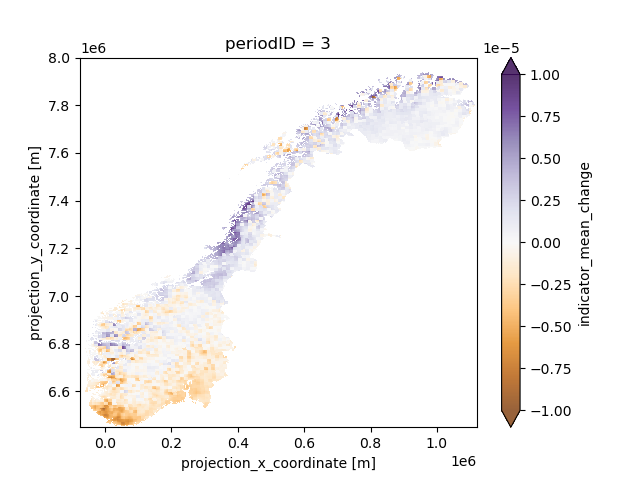 periodID = 3
1e6
1e−5
8.0
7.8
7.6
7.4
7.2
7.0
6.8
6.6
projection_y_coordinate [m]
0.0 0.2 0.4 0.6 0.8 1.0
1e6
projection_x_coordinate [m]
1.00
0.75
0.50
0.25
0.00
−0.25
−0.50
−0.75
−1.00
indicator_mean_change